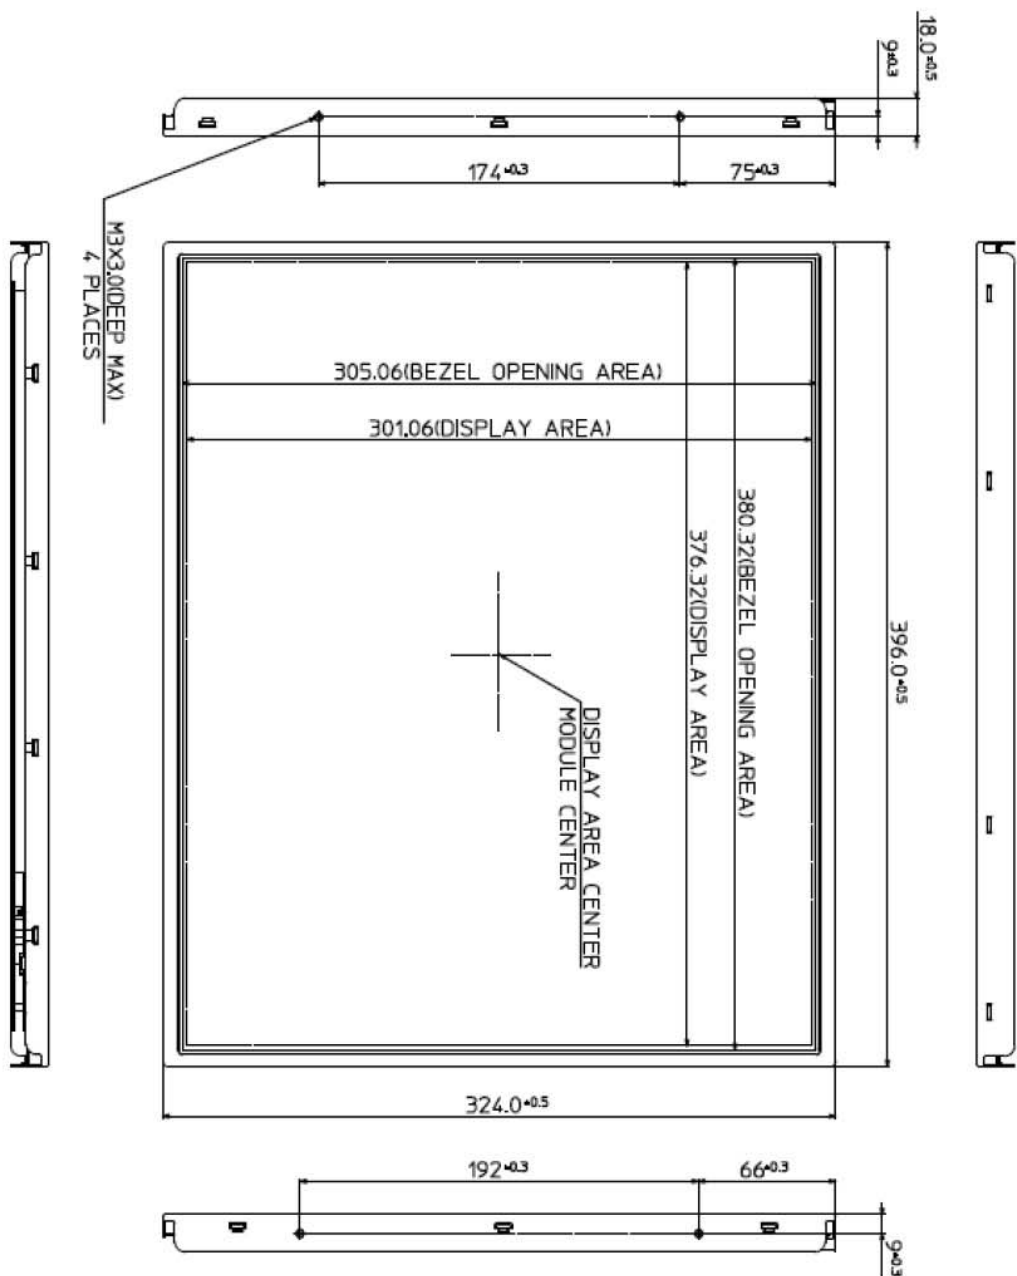 18.0±0.5
9±0.3
174±0.3
75±0.3
M3X3.0(DEEP MAX)
4 PLACES
305.06(BEZEL OPENING AREA)
301.06(DISPLAY AREA)
380.32(BEZEL OPENING AREA)
376.32(DISPLAY AREA)
396.0±0.5
DISPLAY AREA CENTER
MODULE CENTER
324.0±0.5
192±0.3
66±0.3
9±0.3